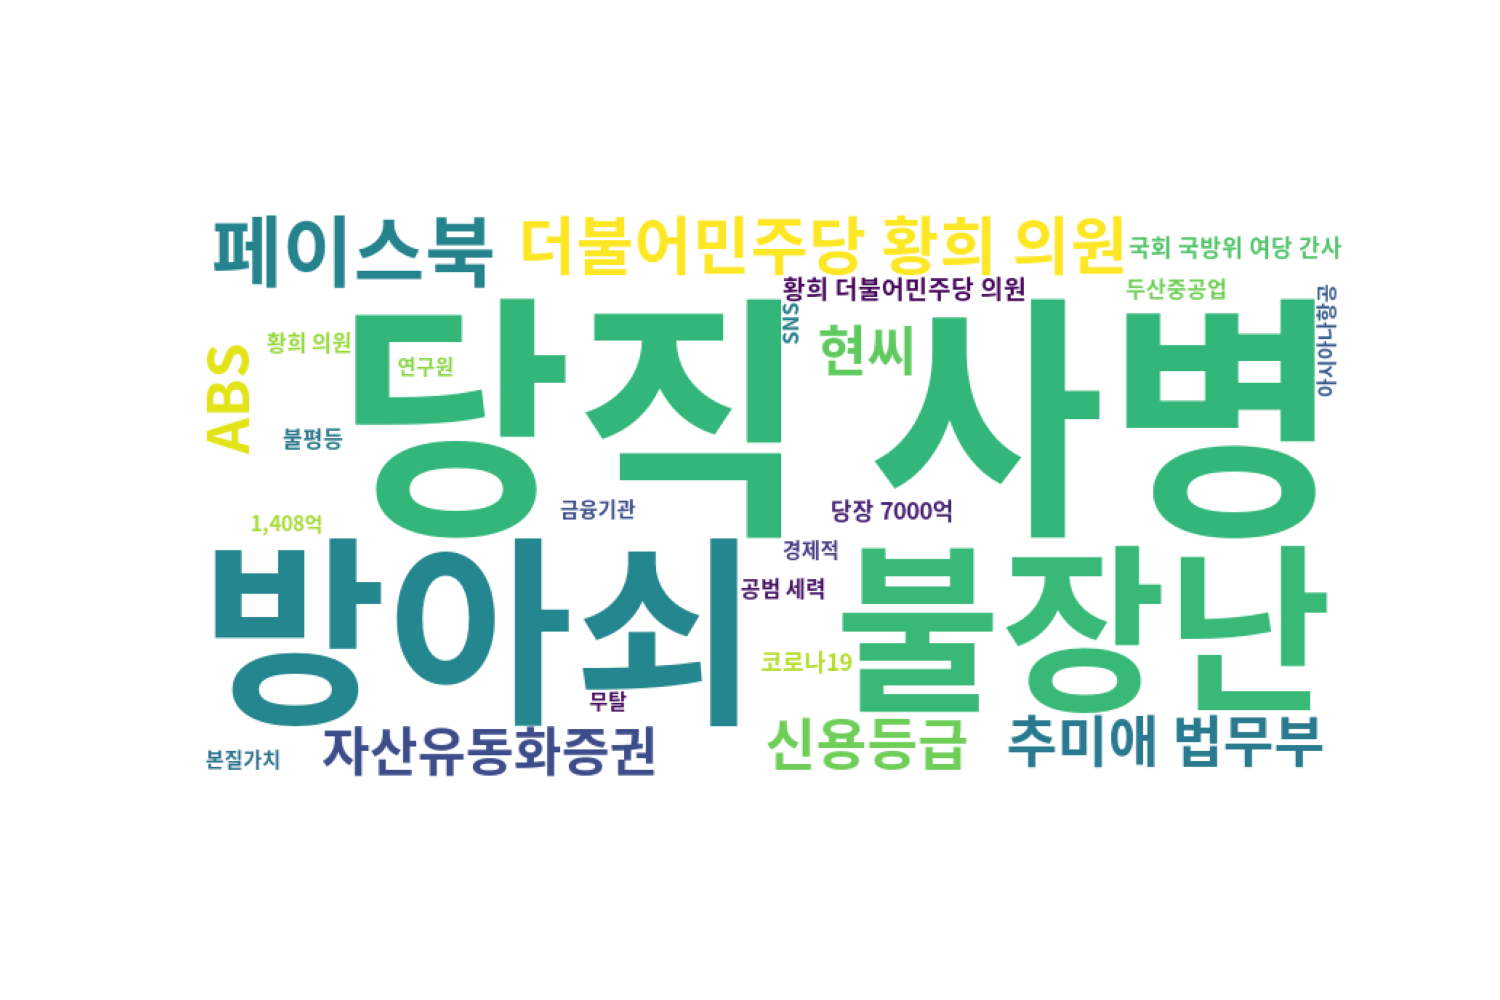 페이스북
더불어민주당 황희 의원
국회 국방위 여당 간사
황희 더불어민주당 의원
두산중공업
SNS
아시아나항공
황희 의원
ABS
현씨
연구원
당직 사병
불평등
금융기관
당장 7000억
1,408억
경제적
방아쇠
공범 세력
불장난
코로나19
무탈
본질가치
자산유동화증권
신용등급
추미애 법무부